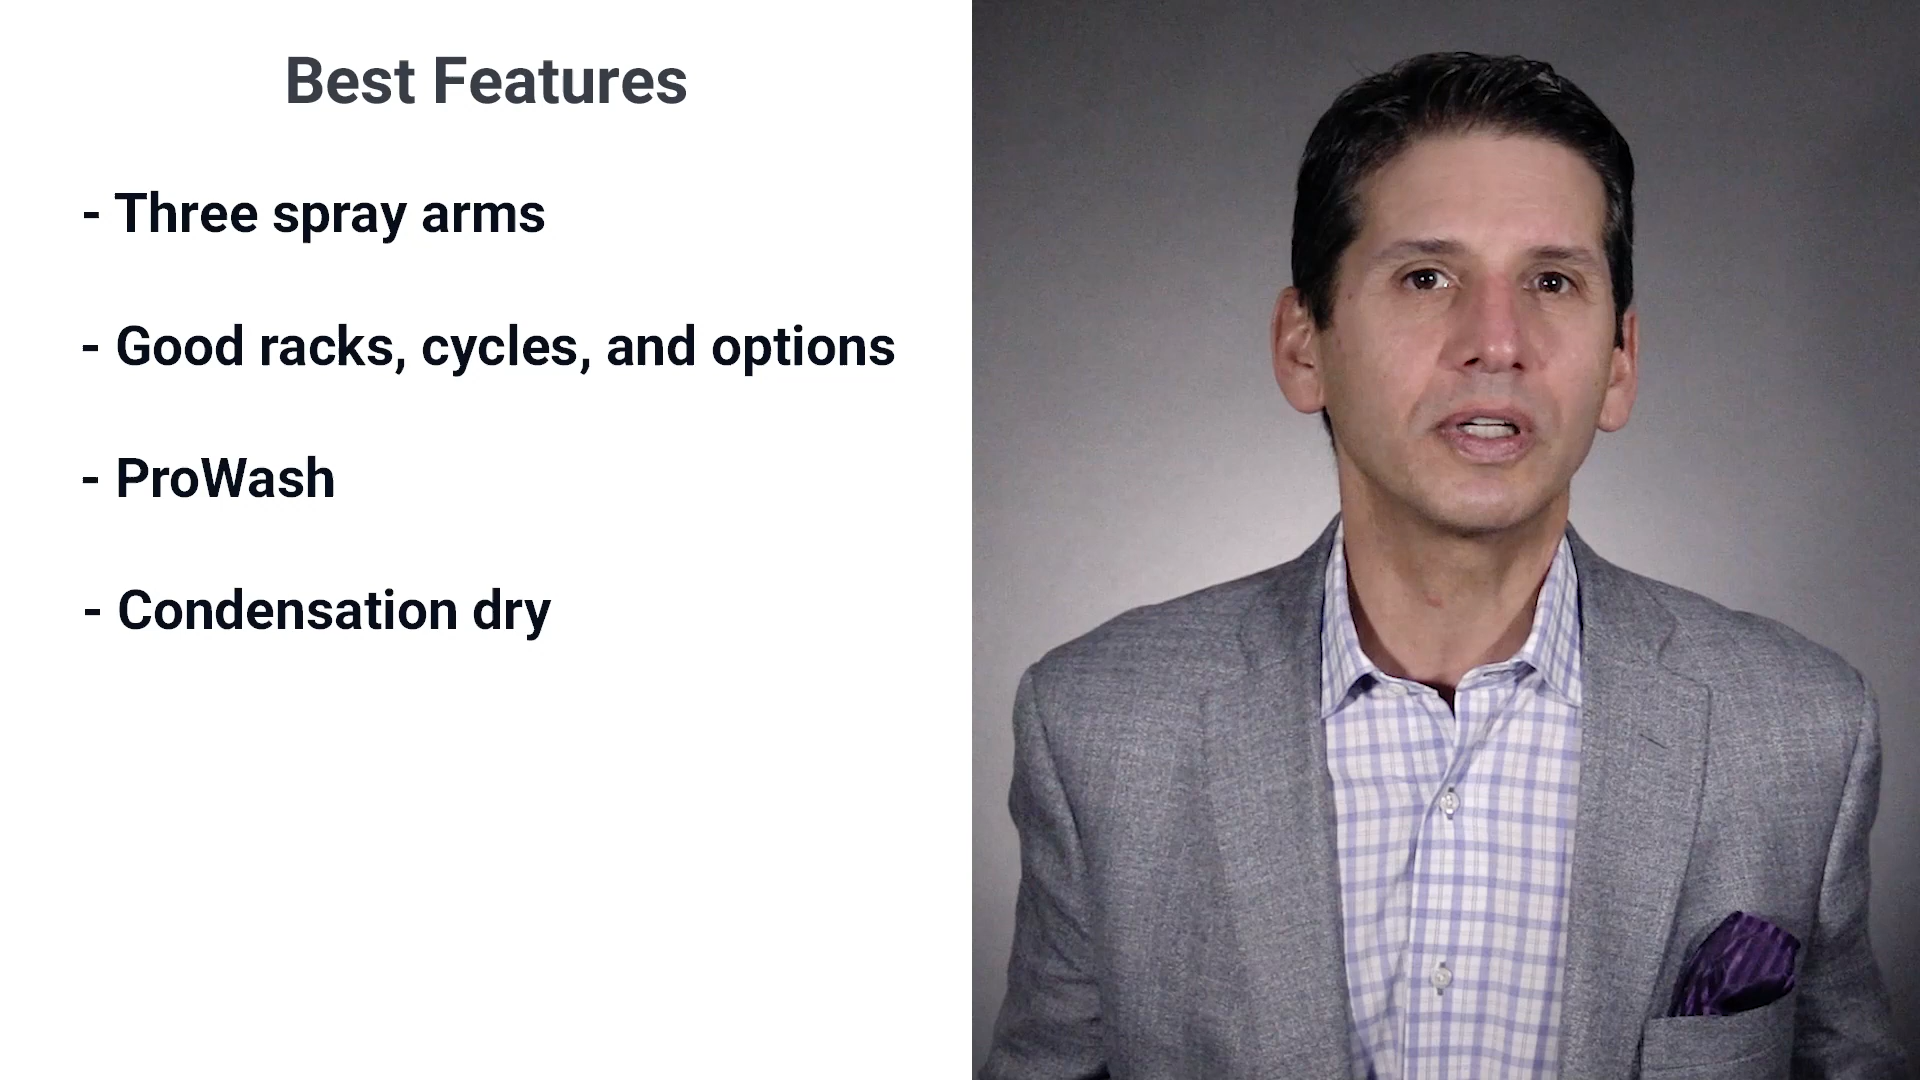 Best Features
- Three spray arms
- Good racks, cycles, and options
- ProWash
- Condensation dry